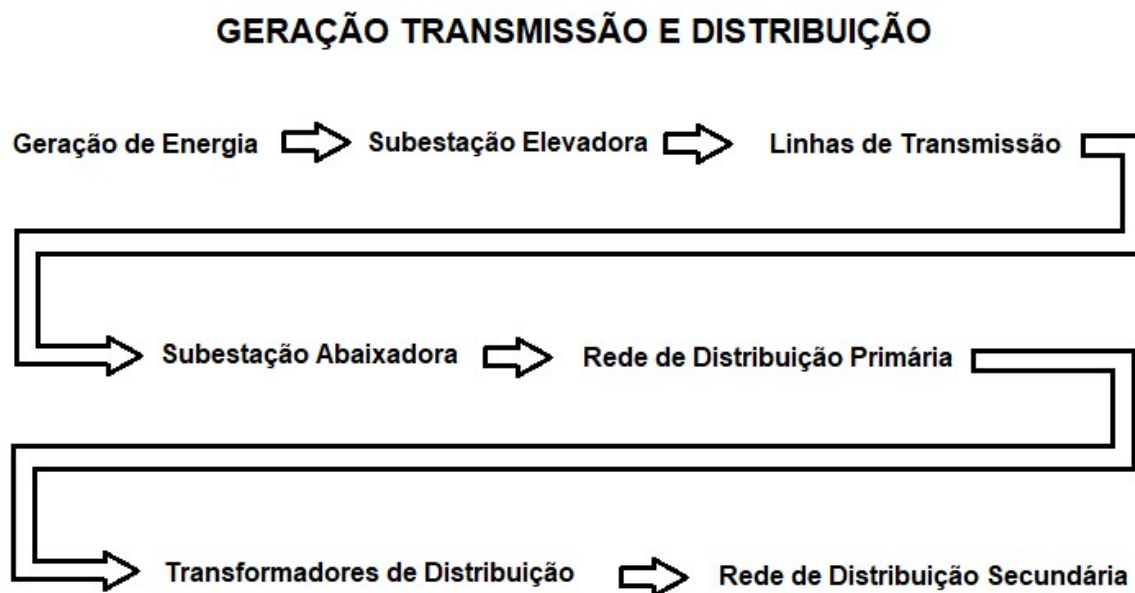 GERAÇÃO TRANSMISSÃO E DISTRIBUIÇÃO
Geração de Energia Subestação Elevadora Linhas de Transmissão
Subestação Abaixadora Rede de Distribuição Primária
Transformadores de Distribuição Rede de Distribuição Secundária